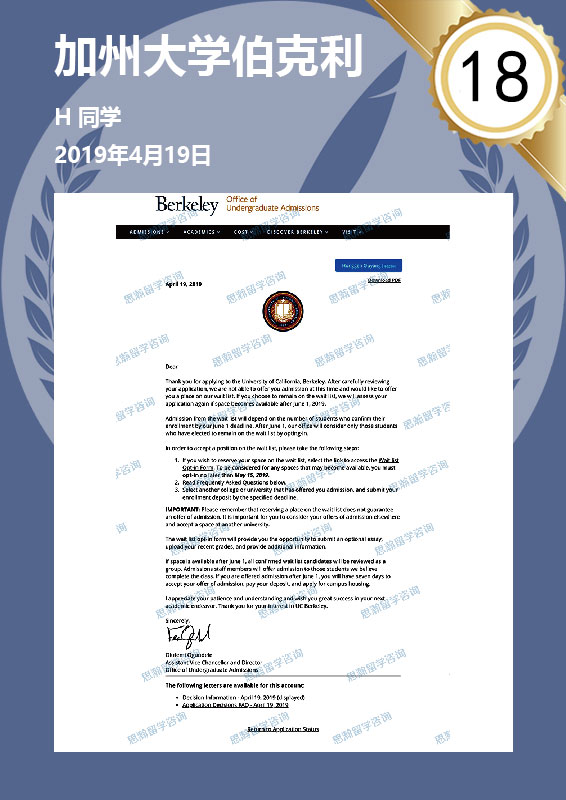 加州大学伯克利
18
H 同学
2019年4月19日
Berkeley
Office of
Undergraduate Admissions
ADMISSIONS ACADEMICS COST DISCOVER BERKELEY VISIT
Download PDF
April 19, 2019
Dear
Thank you for applying to the University of California, Berkeley. After carefully reviewing
your application, we are not able to offer you admission at this time and would like to offer
you a place on our wait list. If you choose to remain on the wait list, we will assess your
application again if space becomes available after June 1, 2019.
Admission from the wait list will depend on the number of students who confirm their
enrollment by our June 1 deadline. After June 1, our office will consider only those students
who have elected to remain on the wait list by opting-in.
In order to accept a position on the wait list, please take the following steps:
1. If you wish to reserve your space on the wait list, select the link to access the Wait list
Opt-in Form. To be considered for any spaces that may become available, you must
opt-in no later than May 15, 2019.
2. Read Frequently Asked Questions below.
3. Select another college or university that has offered you admission, and submit your
enrollment deposit by the specified deadline.
IMPORTANT: Please remember that reserving a place on the wait list does not guarantee
an offer of admission. It is important for you to consider your offers of admission elsewhere
and accept a space at another university.
The wait list opt-in form will provide you the opportunity to submit an optional essay,
upload your recent grades, and provide additional information.
If space is available after June 1, all confirmed wait list candidates will be reviewed as a
group. Admissions staff members will offer admission to those students we believe
complete the class. If you are offered admission after June 1, you will have seven days to
accept your offer of admission, pay your deposit, and apply for campus housing.
I appreciate your patience and understanding and wish you great success in your next
academic endeavor. Thank you for your interest in UC Berkeley.
Sincerely,
Olufemi Ogundele
Assistant Vice Chancellor and Director
Office of Undergraduate Admissions
The following letters are available for this account:
Decision Information - April 19, 2019 (displayed)
Application Decisions FAQ - April 19, 2019
Return to Application Status
思瀚留学咨询